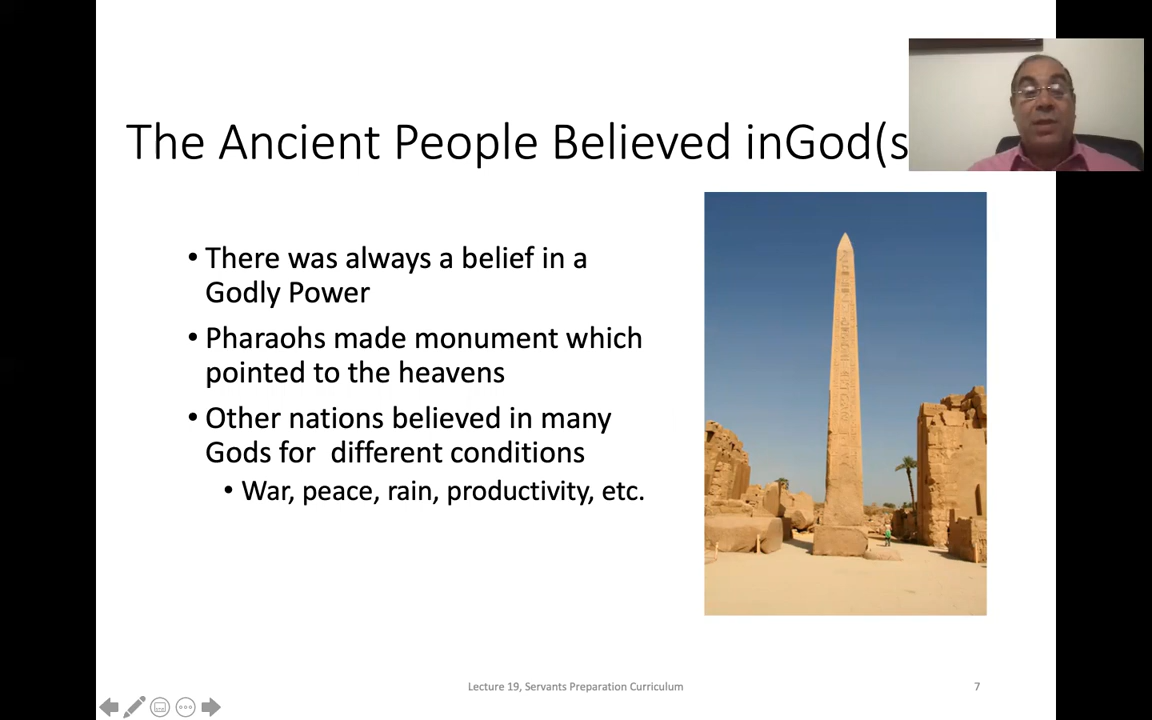 The Ancient People Believed inGod(s
• There was always a belief in a
Godly Power
• Pharaohs made monument which
pointed to the heavens
• Other nations believed in many
Gods for  different conditions
• War, peace, rain, productivity, etc.
Lecture 19, Servants Preparation Curriculum
7